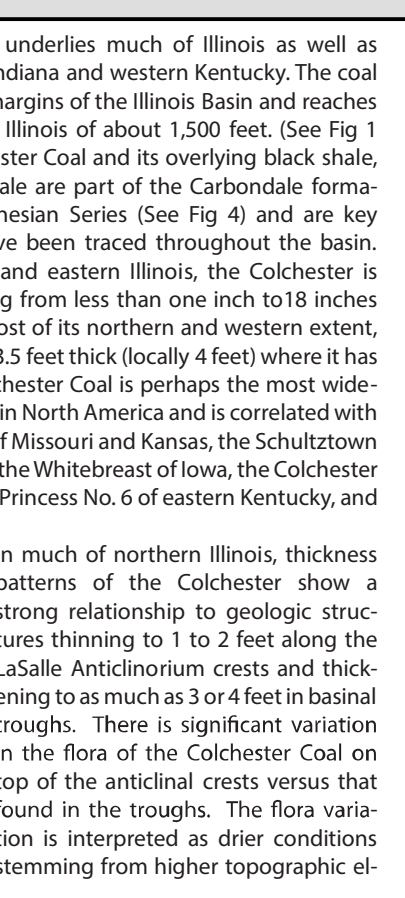 underlies much of Illinois as well as
ndiana and western Kentucky. The coal
nargins of the Illinois Basin and reaches
Illinois of about 1,500 feet. (See Fig 1
ster Coal and its overlying black shale,
ale are part of the Carbondale forma-
nesian Series (See Fig 4) and are key
ve been traced throughout the basin.
and eastern Illinois, the Colchester is
g from less than one inch to18 inches
ost of its northern and western extent,
3.5 feet thick (locally 4 feet) where it has
chester Coal is perhaps the most wide-
in North America and is correlated with
f Missouri and Kansas, the Schultztown
the Whitebreast of Iowa, the Colchester
Princess No. 6 of eastern Kentucky, and
n much of northern Illinois, thickness
patterns of the Colchester show a
strong relationship to geologic struc-
tures thinning to 1 to 2 feet along the
LaSalle Anticlinorium crests and thick-
ening to as much as 3 or 4 feet in basinal
troughs. There is significant variation
n the flora of the Colchester Coal on
top of the anticlinal crests versus that
found in the troughs. The flora varia-
tion is interpreted as drier conditions
stemming from higher topographic el-